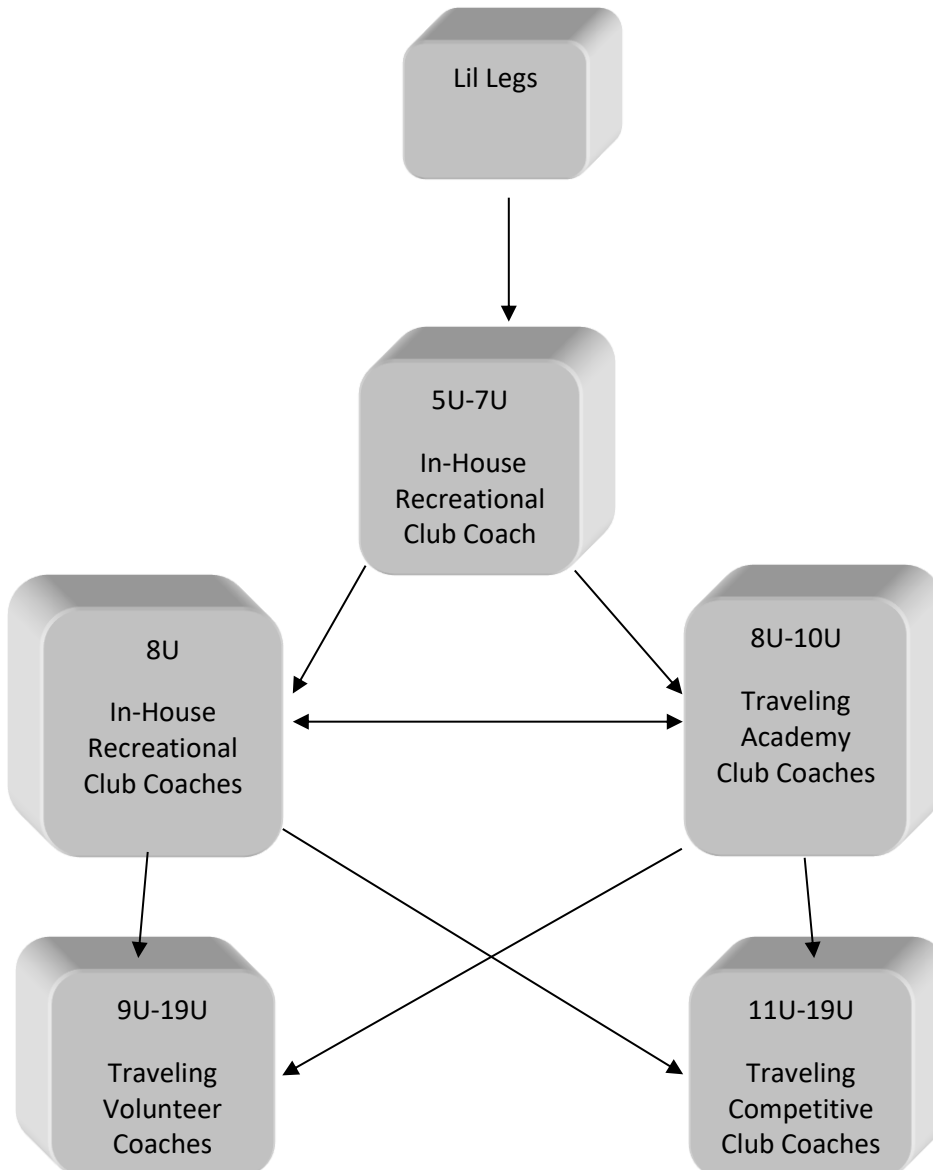 Lil Legs
5U-7U
In-House
Recreational
Club Coach
8U
In-House
Recreational
Club Coaches
8U-10U
Traveling
Academy
Club Coaches
9U-19U
Traveling
Volunteer
Coaches
11U-19U
Traveling
Competitive
Club Coaches